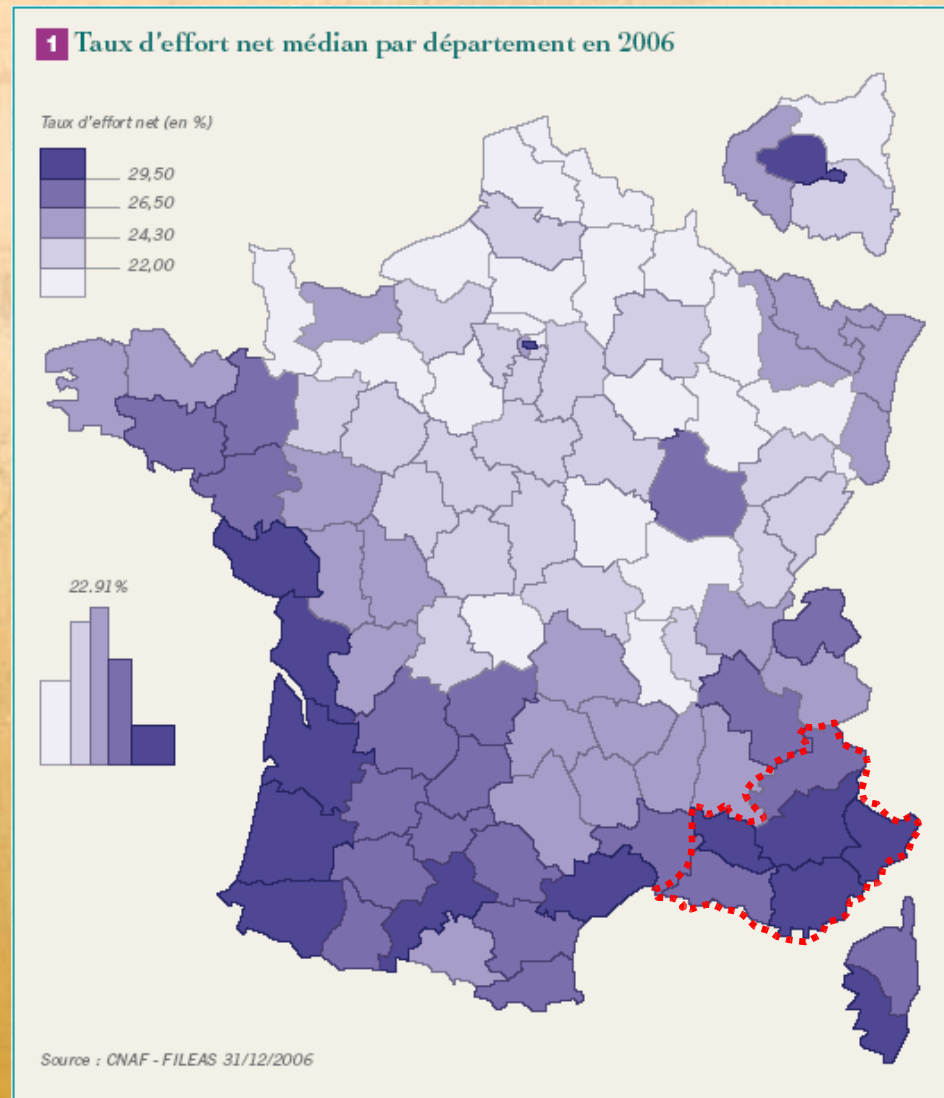 1 Taux d'effort net médian par département en 2006
Taux d'effort net (en %)
29,50
26,50
24,30
22,00
22.91%
Source : CNAF - FILEAS 31/12/2006